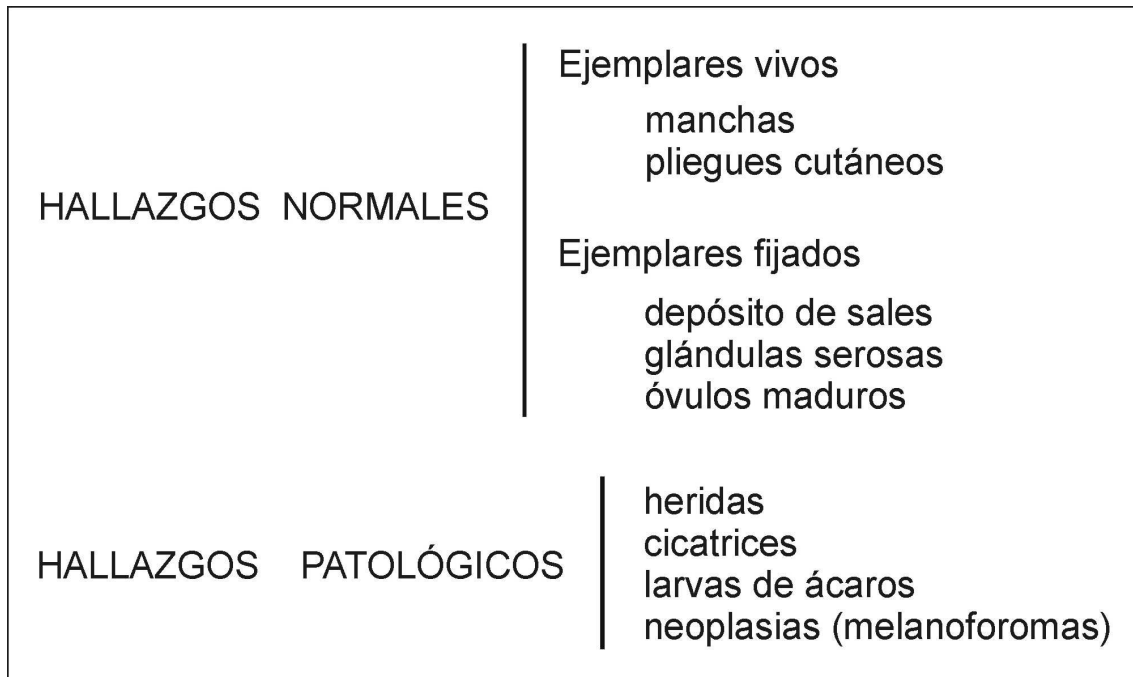 Ejemplares vivos
manchas
pliegues cutáneos
HALLAZGOS NORMALES
Ejemplares fijados
depósito de sales
glándulas serosas
óvulos maduros
heridas
cicatrices
HALLAZGOS PATOLÓGICOS
larvas de ácaros
neoplasias (melanoforomas)